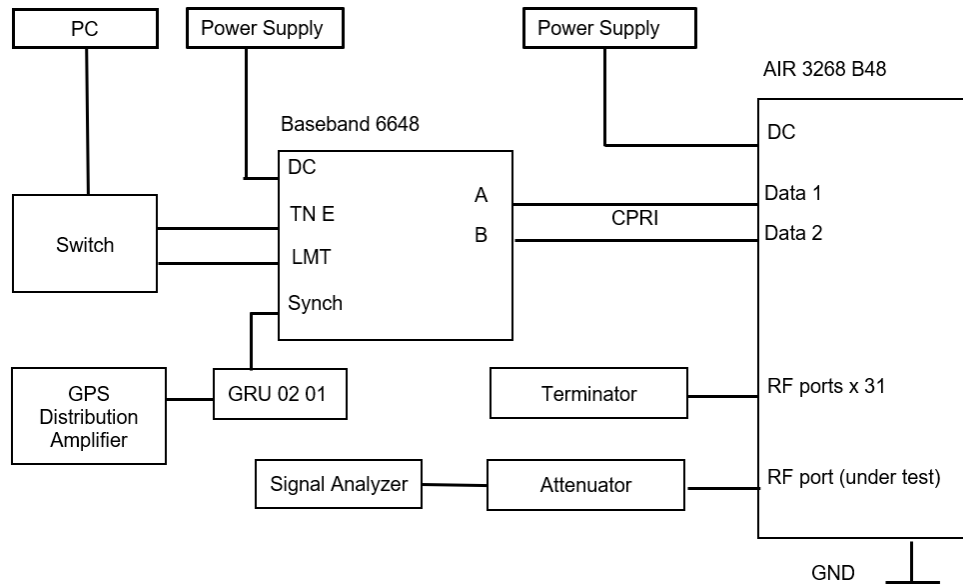 PC
Power Supply
Power Supply
AIR 3268 B48
Baseband 6648
DC
DC
TN E
A
Data 1
Switch
CPRI
LMT
B
Data 2
Synch
GPS
Distribution
Amplifier
GRU 02 01
Terminator
RF ports x 31
Signal Analyzer
Attenuator
RF port (under test)
GND